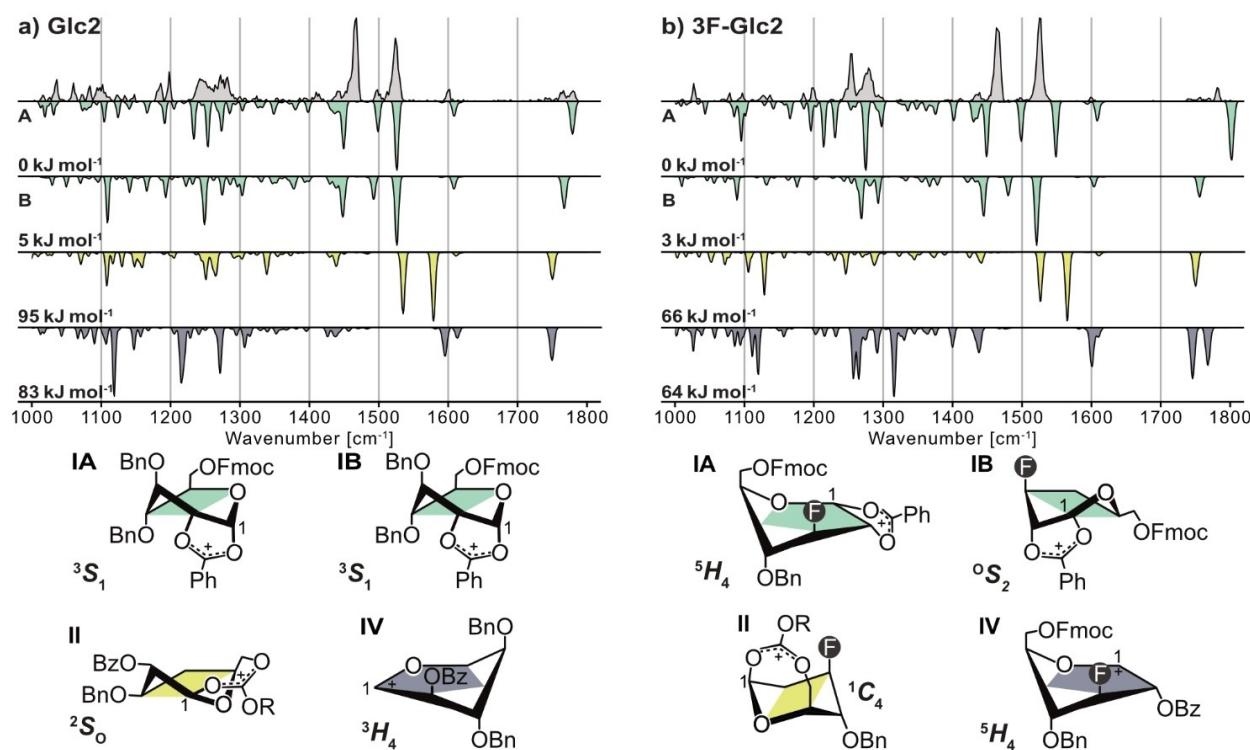 a) Glc2
A
0 kJ mol⁻¹
B
5 kJ mol⁻¹
95 kJ mol⁻¹
83 kJ mol⁻¹
1000 1100 1200 1300 1400 1500 1600 1700 1800
Wavenumber [cm⁻¹]
b) 3F-Glc2
A
0 kJ mol⁻¹
B
3 kJ mol⁻¹
66 kJ mol⁻¹
64 kJ mol⁻¹
1000 1100 1200 1300 1400 1500 1600 1700 1800
Wavenumber [cm⁻¹]
IA
BnO
OFmoc
O
BnO
1
O
O
+
Ph
³S₁
IB
BnO
OFmoc
O
BnO
1
O
O
+
Ph
³S₁
II
BzO
BnO
O
+
O
O
1
OR
²Sₒ
IV
BnO
O
OBz
1
+
OBn
³H₄
IA
OFmoc
1
O
O
F
+
Ph
O
OBn
⁵H₄
IB
F
O
1
OFmoc
O
O
+
Ph
ᴼS₂
II
OR
O
+
O
F
1
O
OBn
¹C₄
IV
OFmoc
1
O
F
+
OBz
OBn
⁵H₄